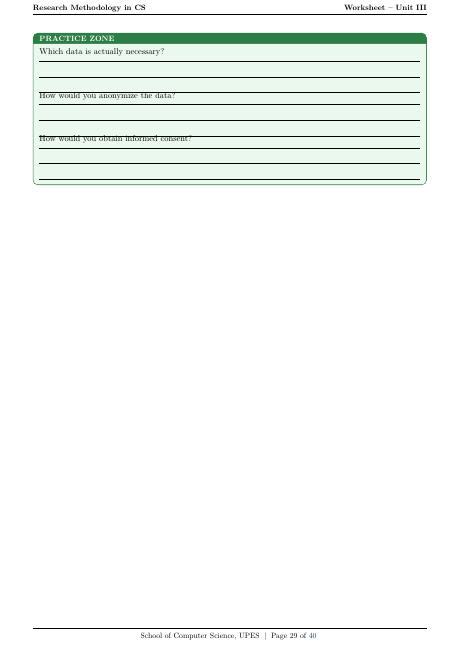 Research Methodology in CS Worksheet – Unit III
PRACTICE ZONE
Which data is actually necessary?
How would you anonymize the data?
How would you obtain informed consent?
School of Computer Science, UPES | Page 29 of 40